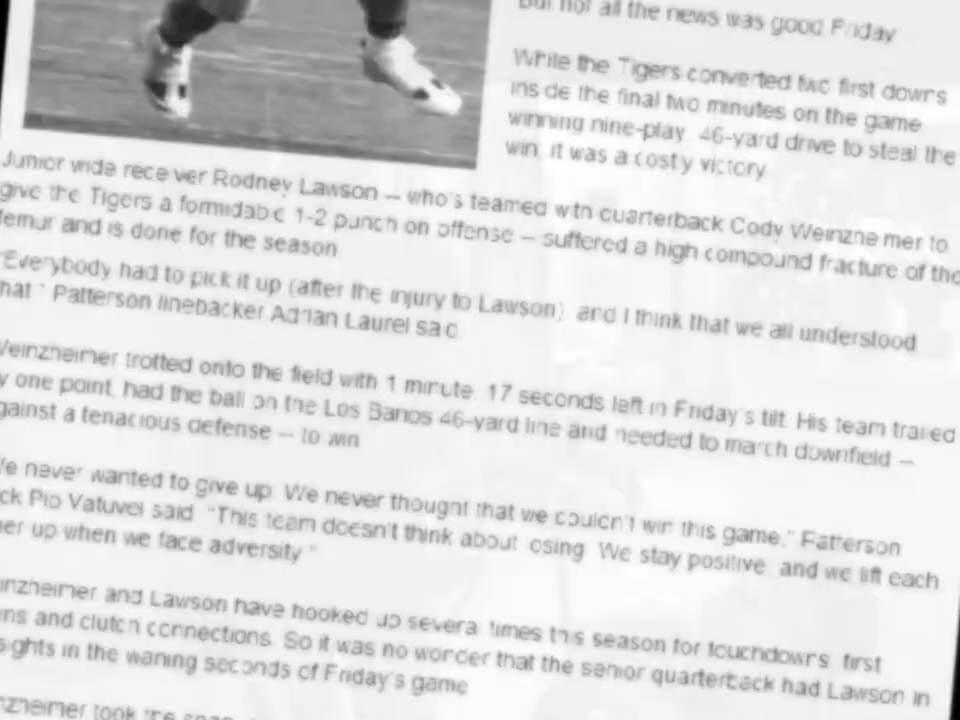 But not all the news was good Friday
While the Tigers converted two first downs
inside the final two minutes on the game
winning nine-play, 46-yard drive to steal the
win, it was a costly victory
Junior wide receiver Rodney Lawson -- who's teamed with quarterback Cody Weinzheimer to
give the Tigers a formidable 1-2 punch on offense -- suffered a high compound fracture of the
femur and is done for the season
"Everybody had to pick it up (after the injury to Lawson), and I think that we all understood
that," Patterson linebacker Adrian Laurel said
Weinzheimer trotted onto the field with 1 minute, 17 seconds left in Friday's tilt. His team trailed
by one point, had the ball on the Los Banos 46-yard line and needed to march downfield --
against a tenacious defense -- to win
We never wanted to give up. We never thought that we couldn't win this game," Patterson
ck Pio Vatuvei said. "This team doesn't think about losing. We stay positive, and we lift each
her up when we face adversity."
inzheimer and Lawson have hooked up several times this season for touchdowns, first
ns and clutch connections. So it was no wonder that the senior quarterback had Lawson in
sights in the waning seconds of Friday's game
nzheimer took the snap